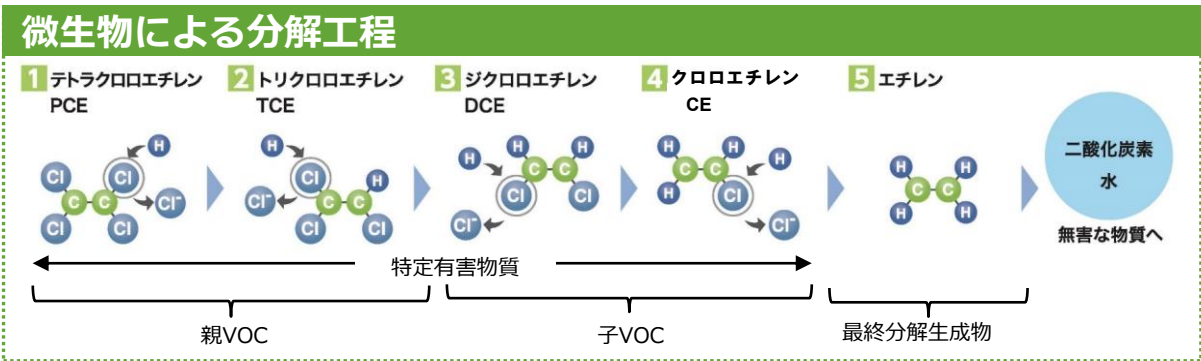 微生物による分解工程
1 テトラクロロエチレン
PCE
2 トリクロロエチレン
TCE
3 ジクロロエチレン
DCE
4 クロロエチレン
CE
5 エチレン
H
Cl
Cl
C
C
Cl⁻
Cl
Cl
H
Cl
H
Cl⁻
C
C
Cl
Cl
H
H
H
C
C
Cl
Cl
Cl⁻
H
H
H
C
C
H
Cl
Cl⁻
H
H
C
C
H
H
二酸化炭素
水
無害な物質へ
特定有害物質
親VOC
子VOC
最終分解生成物